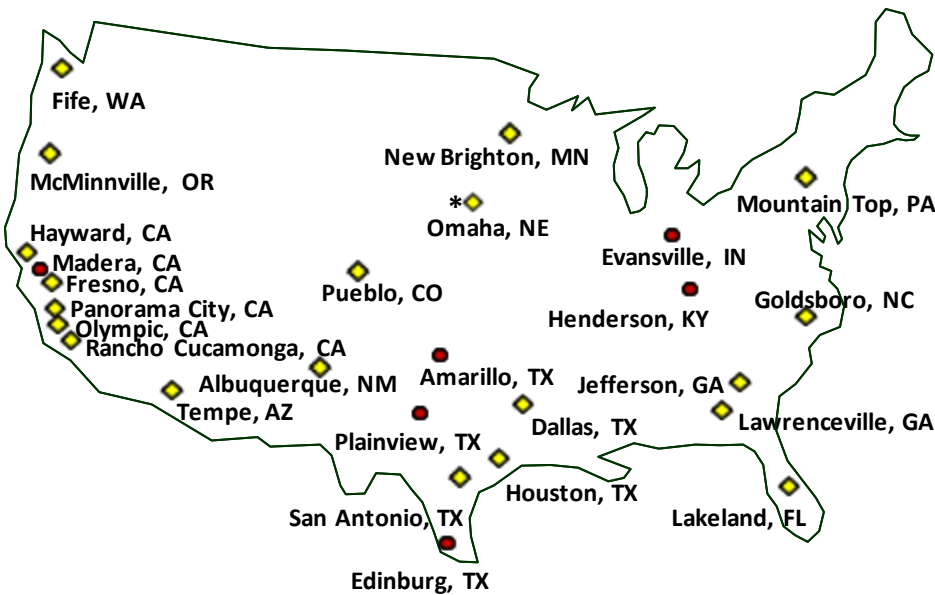 Fife, WA
New Brighton, MN
McMinnville, OR
Mountain Top, PA
*
Omaha, NE
Hayward, CA
Evansville, IN
Madera, CA
Fresno, CA
Pueblo, CO
Goldsboro, NC
Panorama City, CA
Henderson, KY
Olympic, CA
Rancho Cucamonga, CA
Amarillo, TX
Albuquerque, NM
Jefferson, GA
Tempe, AZ
Lawrenceville, GA
Dallas, TX
Plainview, TX
Houston, TX
San Antonio, TX
Lakeland, FL
Edinburg, TX